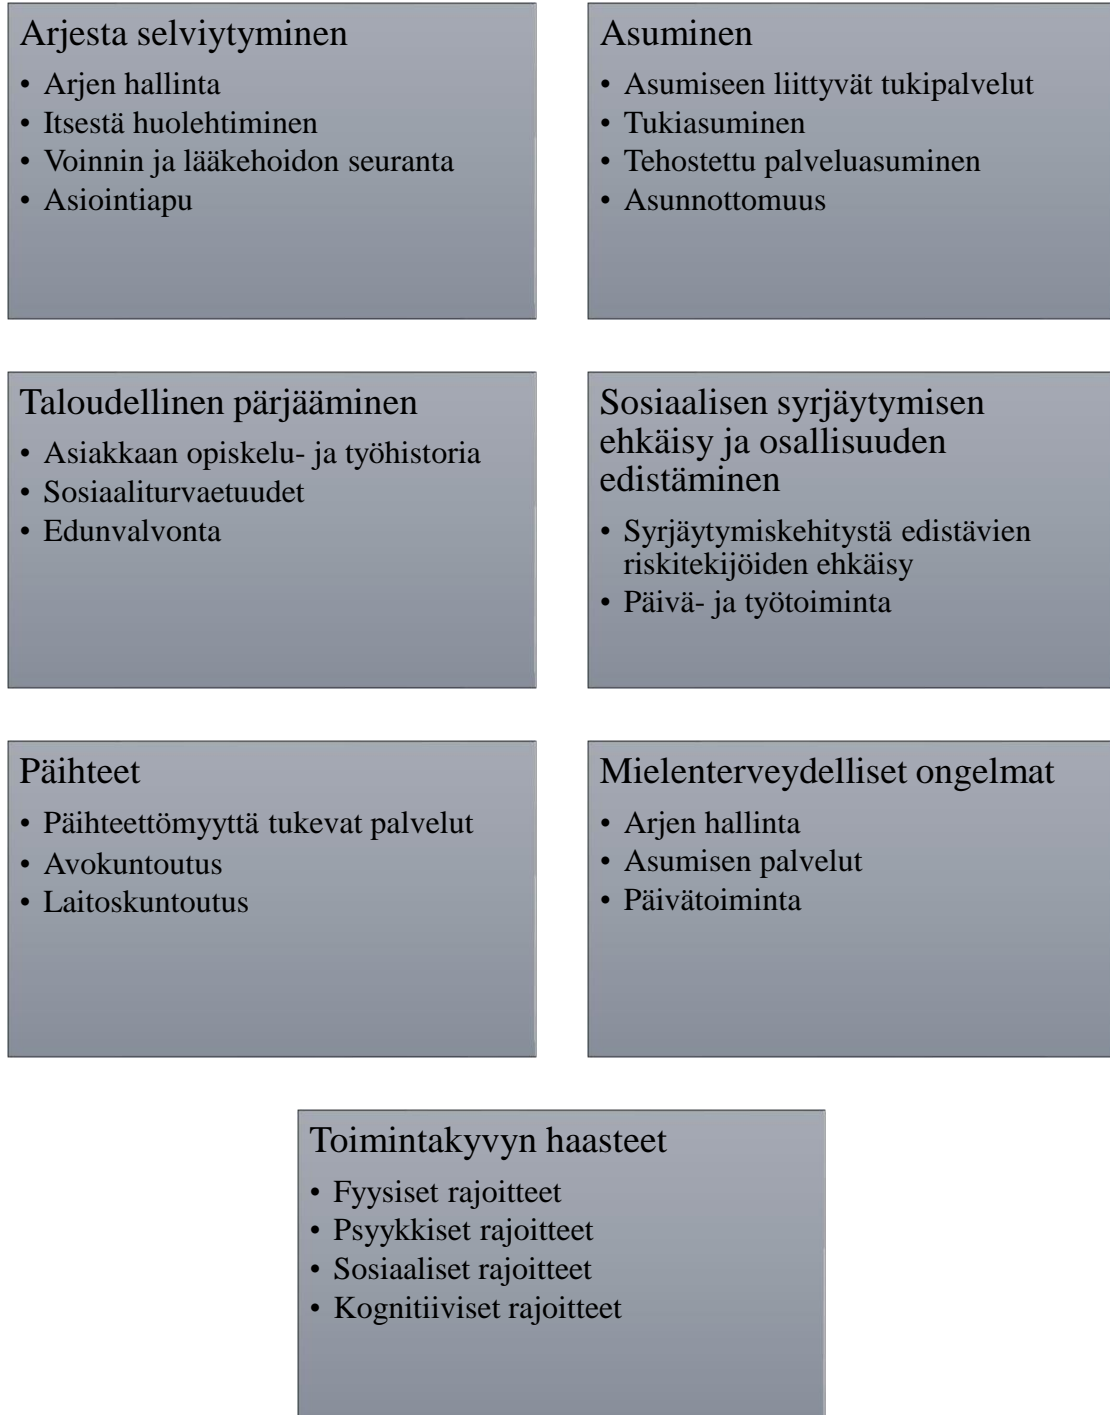 Arjesta selviytyminen
• Arjen hallinta
• Itsestä huolehtiminen
• Voinnin ja lääkehoidon seuranta
• Asiointiapu
Asuminen
• Asumiseen liittyvät tukipalvelut
• Tukiasuminen
• Tehostettu palveluasuminen
• Asunnottomuus
Taloudellinen pärjääminen
• Asiakkaan opiskelu- ja työhistoria
• Sosiaaliturvaetuudet
• Edunvalvonta
Sosiaalisen syrjäytymisen
ehkäisy ja osallisuuden
edistäminen
• Syrjäytymiskehitystä edistävien
riskitekijöiden ehkäisy
• Päivä- ja työtoiminta
Päihteet
• Päihteettömyyttä tukevat palvelut
• Avokuntoutus
• Laitoskuntoutus
Mielenterveydelliset ongelmat
• Arjen hallinta
• Asumisen palvelut
• Päivätoiminta
Toimintakyvyn haasteet
• Fyysiset rajoitteet
• Psyykkiset rajoitteet
• Sosiaaliset rajoitteet
• Kognitiiviset rajoitteet